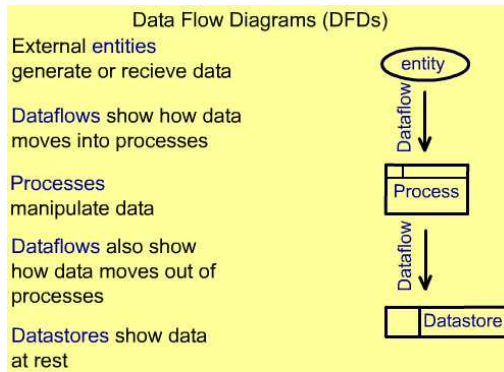 Data Flow Diagrams (DFDs)
External entities
generate or recieve data
entity
Dataflow
Dataflows show how data
moves into processes
Processes
manipulate data
Process
Dataflow
Dataflows also show
how data moves out of
processes
Datastores show data
at rest
Datastore